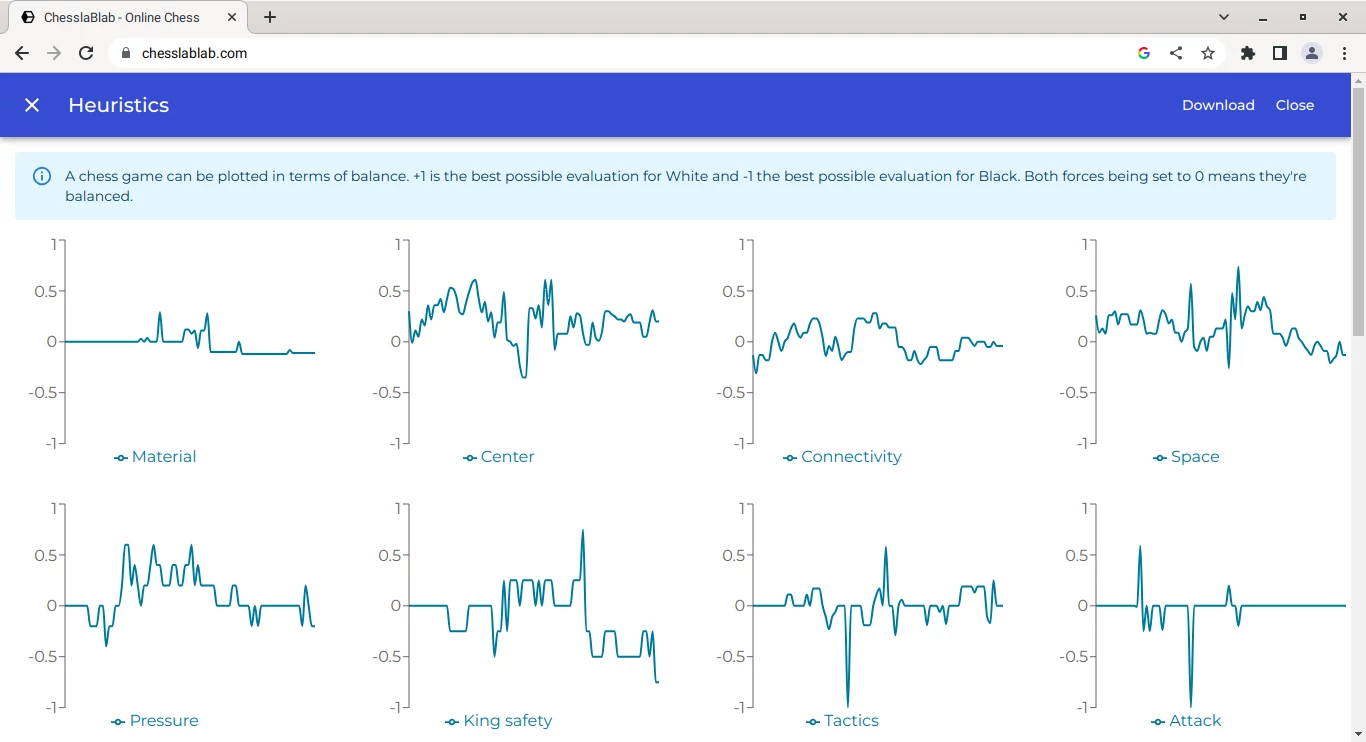 ChesslaBlab - Online Chess
chesslablab.com
Heuristics
Download Close
A chess game can be plotted in terms of balance. +1 is the best possible evaluation for White and -1 the best possible evaluation for Black. Both forces being set to 0 means they're
balanced.
1 1 1 1
0.5 0.5 0.5 0.5
0 0 0 0
-0.5 -0.5 -0.5 -0.5
-1 -1 -1 -1
Material Center Connectivity Space
1 1 1 1
0.5 0.5 0.5 0.5
0 0 0 0
-0.5 -0.5 -0.5 -0.5
-1 -1 -1 -1
Pressure King safety Tactics Attack